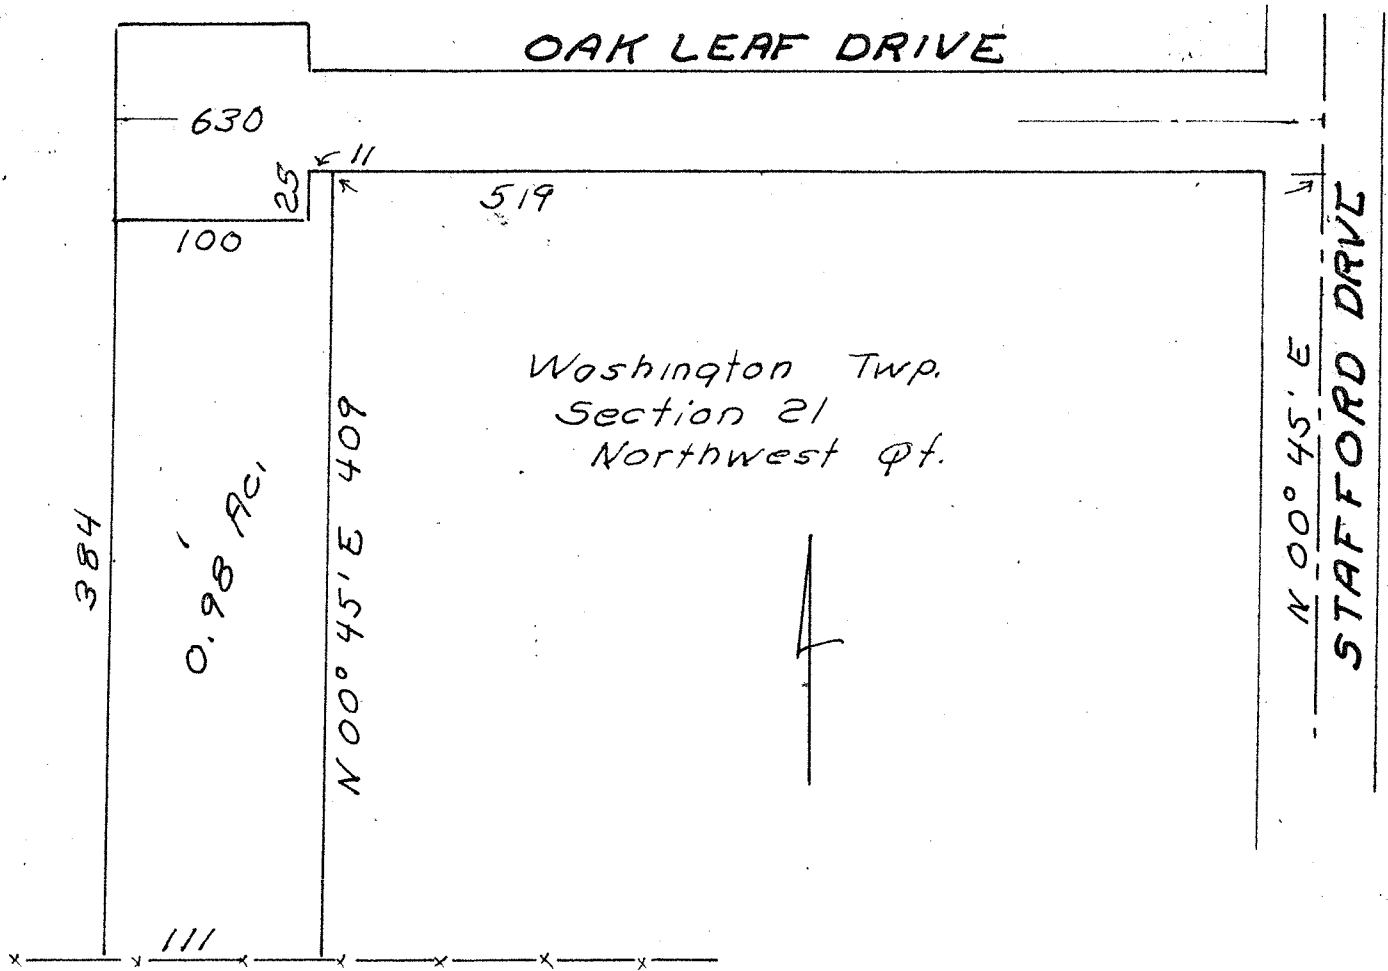 OAK LEAF DRIVE
630
11
25
519
100
Washington Twp.
Section 21
Northwest Qt.
N 00° 45' E 409
384
0.98 Ac.
N 00° 45' E
STAFFORD DRVE
111